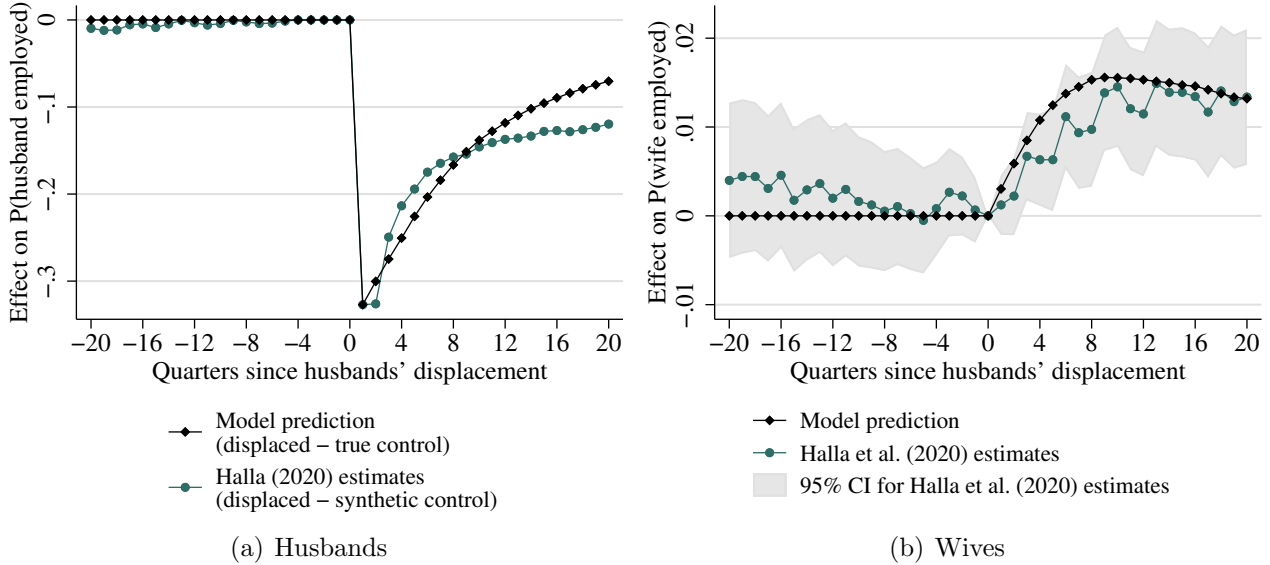 Effect on P(husband employed)
0
−.1
−.2
−.3
−20 −16 −12 −8 −4 0 4 8 12 16 20
Quarters since husbands’ displacement
Model prediction
(displaced − true control)
Halla (2020) estimates
(displaced − synthetic control)
(a) Husbands
Effect on P(wife employed)
.02
.01
0
−.01
−20 −16 −12 −8 −4 0 4 8 12 16 20
Quarters since husbands’ displacement
Model prediction
Halla et al. (2020) estimates
95% CI for Halla et al. (2020) estimates
(b) Wives